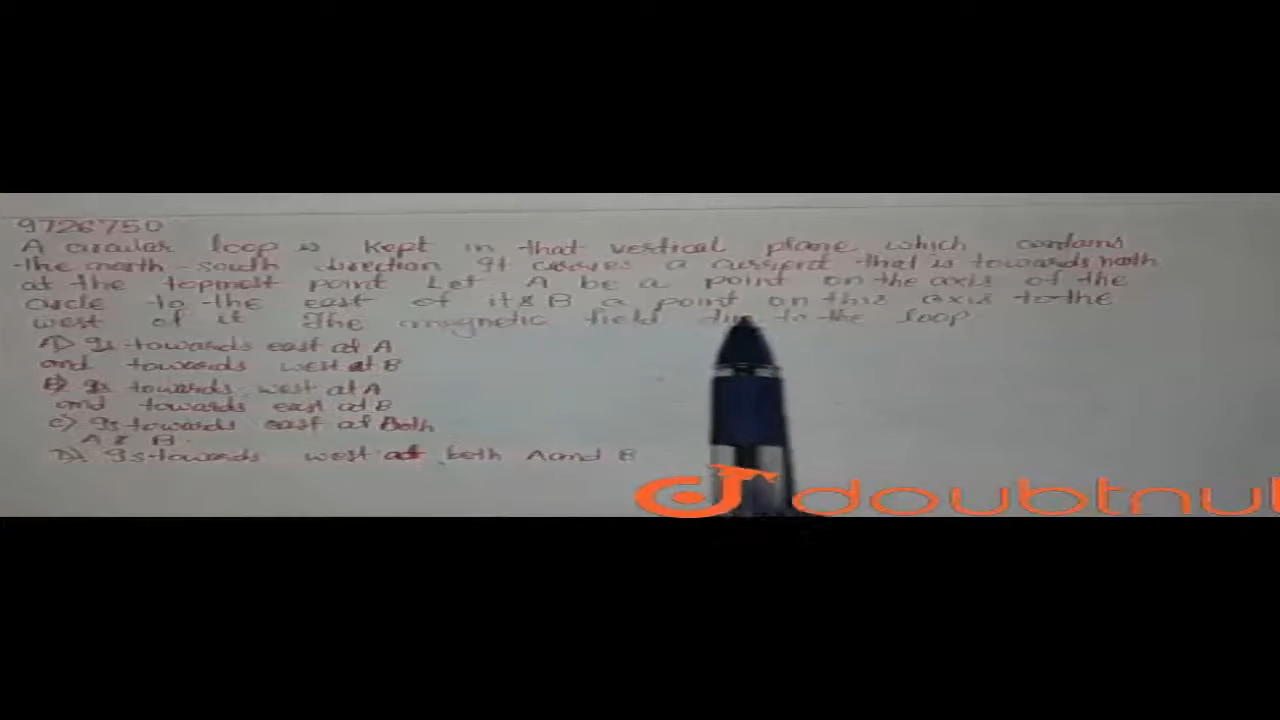 9726750
A circular loop is kept in that vertical plane which contains
the north-south direction It carries a current that is towards north
at the topmost point Let A be a point on the axis of the
circle to the east of it & B a point on this axis to the
west of it The magnetic field due to the loop
A) Is towards east at A
and towards west at B
B) Is towards west at A
and towards east at B
C) Is towards east at Both
A & B.
D) Is towards west at both A and B
doubtnut